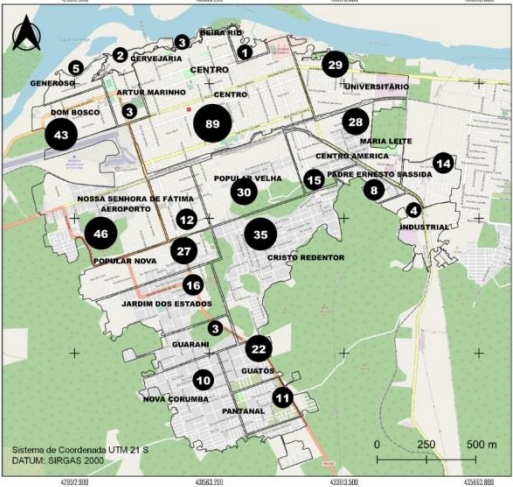 BEIRA RIO
3
1
2
CERVEJARIA
CENTRO
29
5
GENEROSO
UNIVERSITÁRIO
ARTUR MARINHO
CENTRO
3
DOM BOSCO
43
89
28
MARIA LEITE
CENTRO AMERICA
14
POPULAR VELHA
PADRE ERNESTO SASSIDA
15
8
30
NOSSA SENHORA DE FÁTIMA
AEROPORTO
12
4
INDUSTRIAL
46
35
27
POPULAR NOVA
CRISTO REDENTOR
16
JARDIM DOS ESTADOS
3
GUARANI
22
GUATÓS
10
NOVA CORUMBA
11
PANTANAL
Sistema de Coordenada UTM 21 S
DATUM: SIRGAS 2000
0 250 500 m